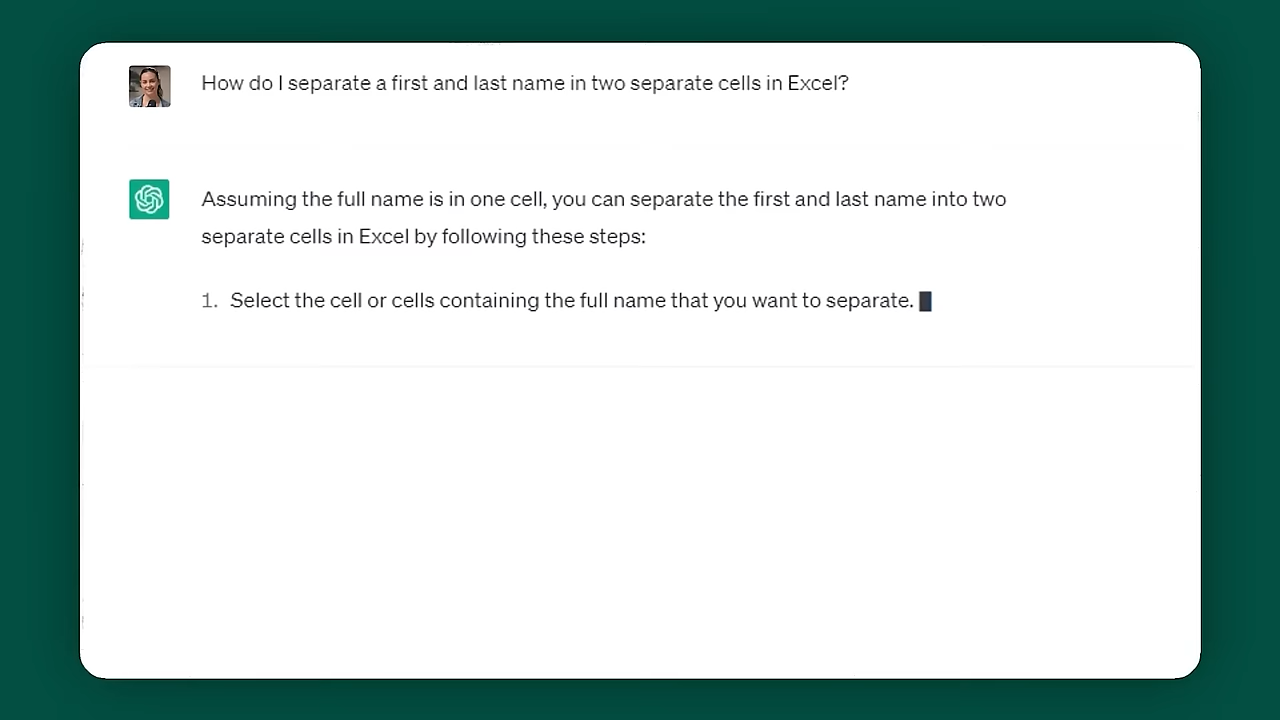 How do I separate a first and last name in two separate cells in Excel?
Assuming the full name is in one cell, you can separate the first and last name into two
separate cells in Excel by following these steps:
1. Select the cell or cells containing the full name that you want to separate.